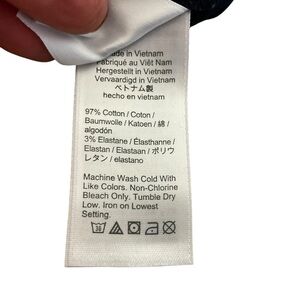 Made in Vietnam
Fabriqué au Việt Nam
Hergestellt in Vietnam
Vervaardigd in Vietnam
ベトナム製
hecho en vietnam
97% Cotton / Coton /
Baumwolle / Katoen / 綿 /
algodón
3% Elastane / Élasthanne /
Elastan / Elastaan / ポリウ
レタン / elastano
Machine Wash Cold With
Like Colors. Non-Chlorine
Bleach Only. Tumble Dry
Low. Iron on Lowest
Setting.